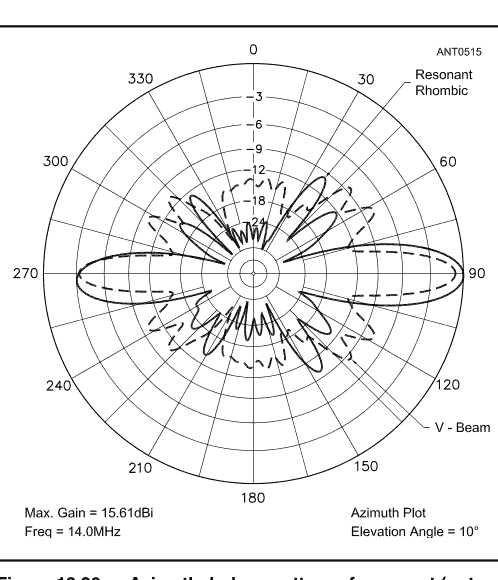 0
ANT0515
330
30
Resonant
Rhombic
-3
-6
300
-9
60
-12
-18
-24
270
90
240
120
V - Beam
210
150
180
Max. Gain = 15.61dBi
Azimuth Plot
Freq = 14.0MHz
Elevation Angle = 10°